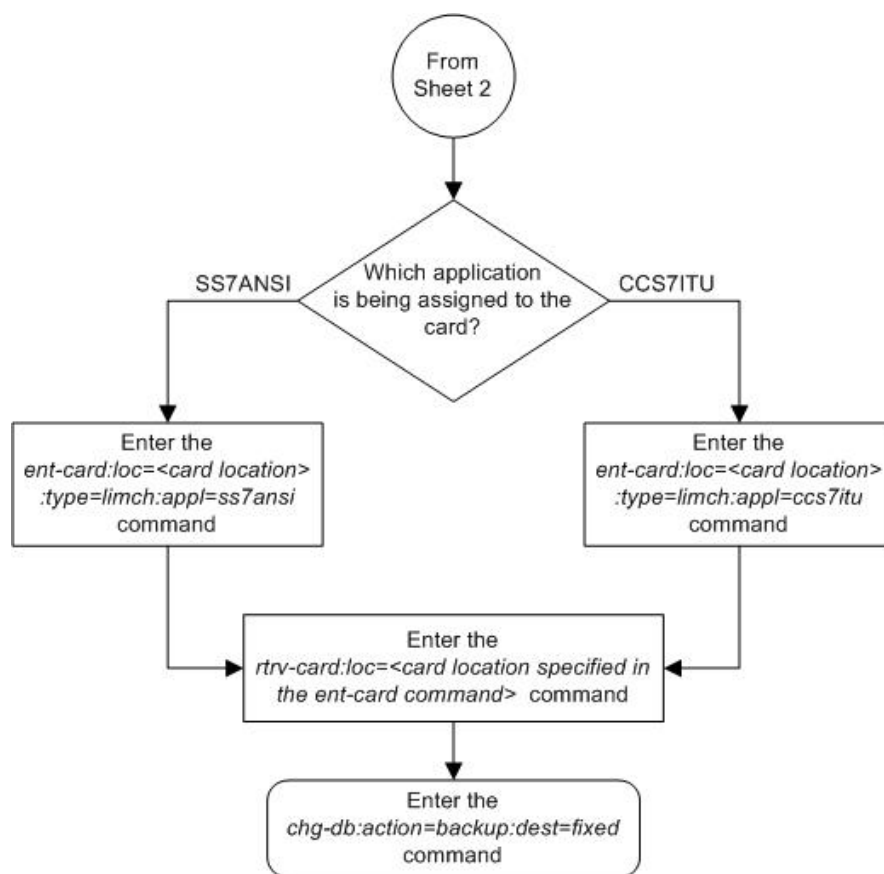 From
Sheet 2
Which application
is being assigned to the
card?
SS7ANSI
CCS7ITU
Enter the
ent-card:loc=<card location>
:type=limch:appl=ss7ansi
command
Enter the
ent-card:loc=<card location>
:type=limch:appl=ccs7itu
command
Enter the
rtrv-card:loc=<card location specified in
the ent-card command> command
Enter the
chg-db:action=backup:dest=fixed
command